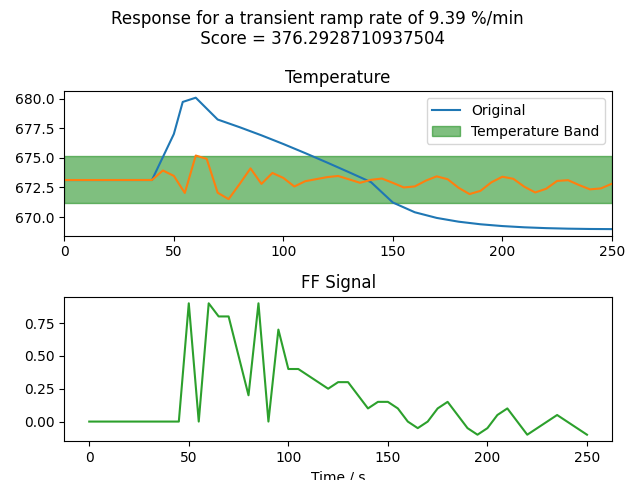 Response for a transient ramp rate of 9.39 %/min
Score = 376.2928710937504
Temperature
680.0
677.5
675.0
672.5
670.0
Original
Temperature Band
0 50 100 150 200 250
FF Signal
0.75
0.50
0.25
0.00
0 50 100 150 200 250
Time / s